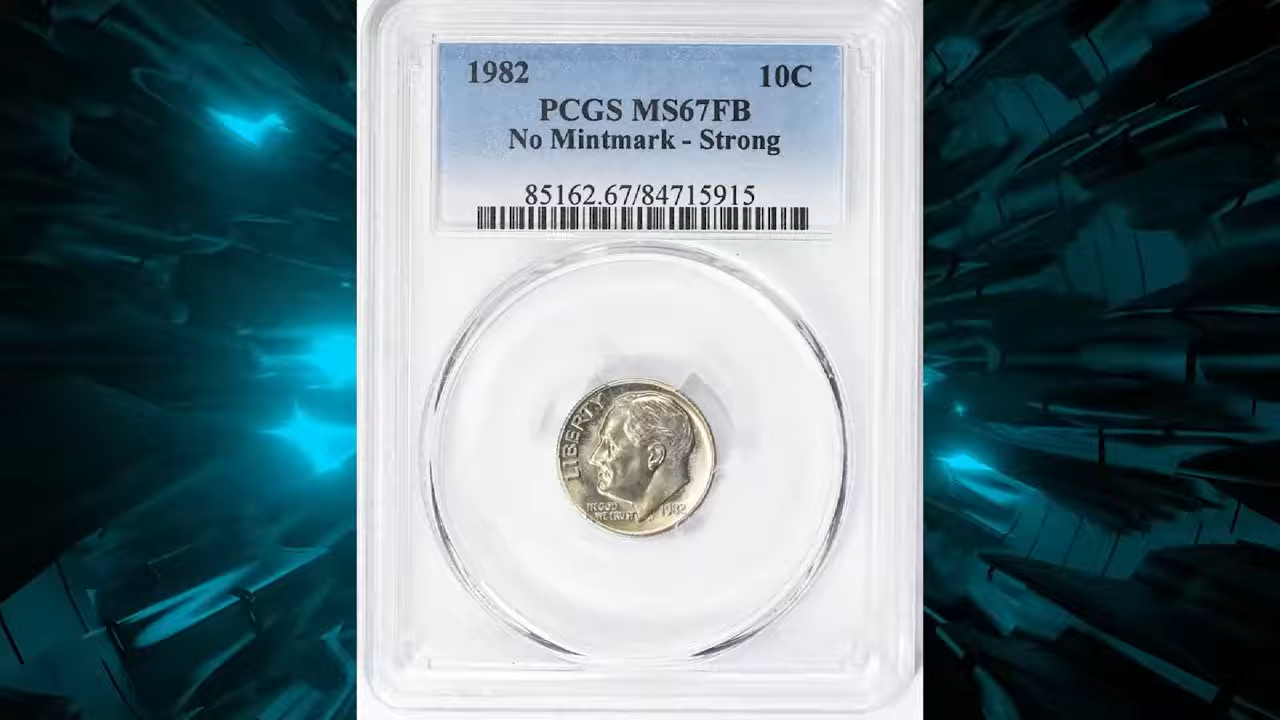 1982 10C
PCGS MS67FB
No Mintmark - Strong
85162.67/84715915
LIBERTY
IN GOD
WE TRUST
1982